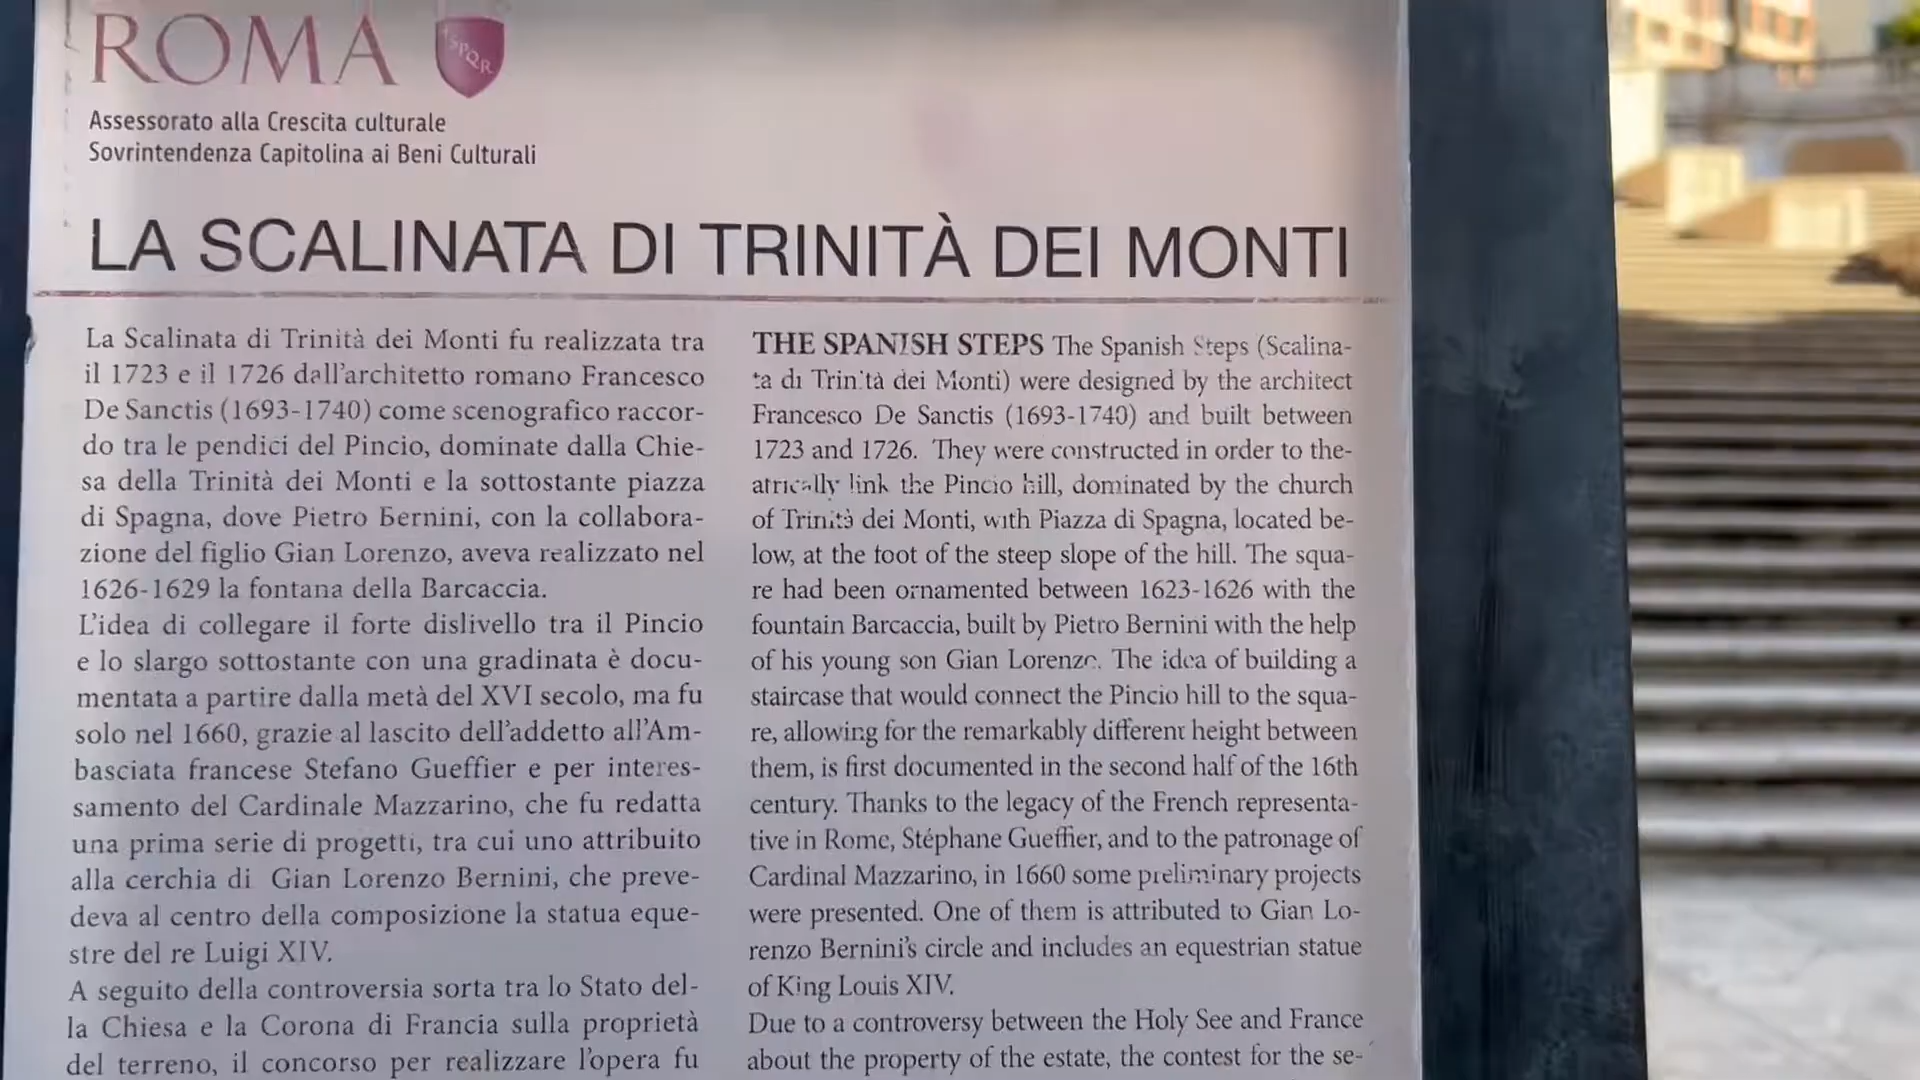 ROMA
SPQR
Assessorato alla Crescita culturale
Sovrintendenza Capitolina ai Beni Culturali
LA SCALINATA DI TRINITÀ DEI MONTI
La Scalinata di Trinità dei Monti fu realizzata tra
il 1723 e il 1726 dall'architetto romano Francesco
De Sanctis (1693-1740) come scenografico raccor-
do tra le pendici del Pincio, dominate dalla Chie-
sa della Trinità dei Monti e la sottostante piazza
di Spagna, dove Pietro Bernini, con la collabora-
zione del figlio Gian Lorenzo, aveva realizzato nel
1626-1629 la fontana della Barcaccia.
L'idea di collegare il forte dislivello tra il Pincio
e lo slargo sottostante con una gradinata è docu-
mentata a partire dalla metà del XVI secolo, ma fu
solo nel 1660, grazie al lascito dell'addetto all'Am-
basciata francese Stefano Gueffier e per interes-
samento del Cardinale Mazzarino, che fu redatta
una prima serie di progetti, tra cui uno attribuito
alla cerchia di Gian Lorenzo Bernini, che preve-
deva al centro della composizione la statua eque-
stre del re Luigi XIV.
A seguito della controversia sorta tra lo Stato del-
la Chiesa e la Corona di Francia sulla proprietà
del terreno, il concorso per realizzare l'opera fu
THE SPANISH STEPS The Spanish Steps (Scalina-
ta di Trinità dei Monti) were designed by the architect
Francesco De Sanctis (1693-1740) and built between
1723 and 1726. They were constructed in order to the-
atrically link the Pincio hill, dominated by the church
of Trinità dei Monti, with Piazza di Spagna, located be-
low, at the foot of the steep slope of the hill. The squa-
re had been ornamented between 1623-1626 with the
fountain Barcaccia, built by Pietro Bernini with the help
of his young son Gian Lorenzo. The idea of building a
staircase that would connect the Pincio hill to the squa-
re, allowing for the remarkably different height between
them, is first documented in the second half of the 16th
century. Thanks to the legacy of the French representa-
tive in Rome, Stéphane Gueffier, and to the patronage of
Cardinal Mazzarino, in 1660 some preliminary projects
were presented. One of them is attributed to Gian Lo-
renzo Bernini's circle and includes an equestrian statue
of King Louis XIV.
Due to a controversy between the Holy See and France
about the property of the estate, the contest for the se-